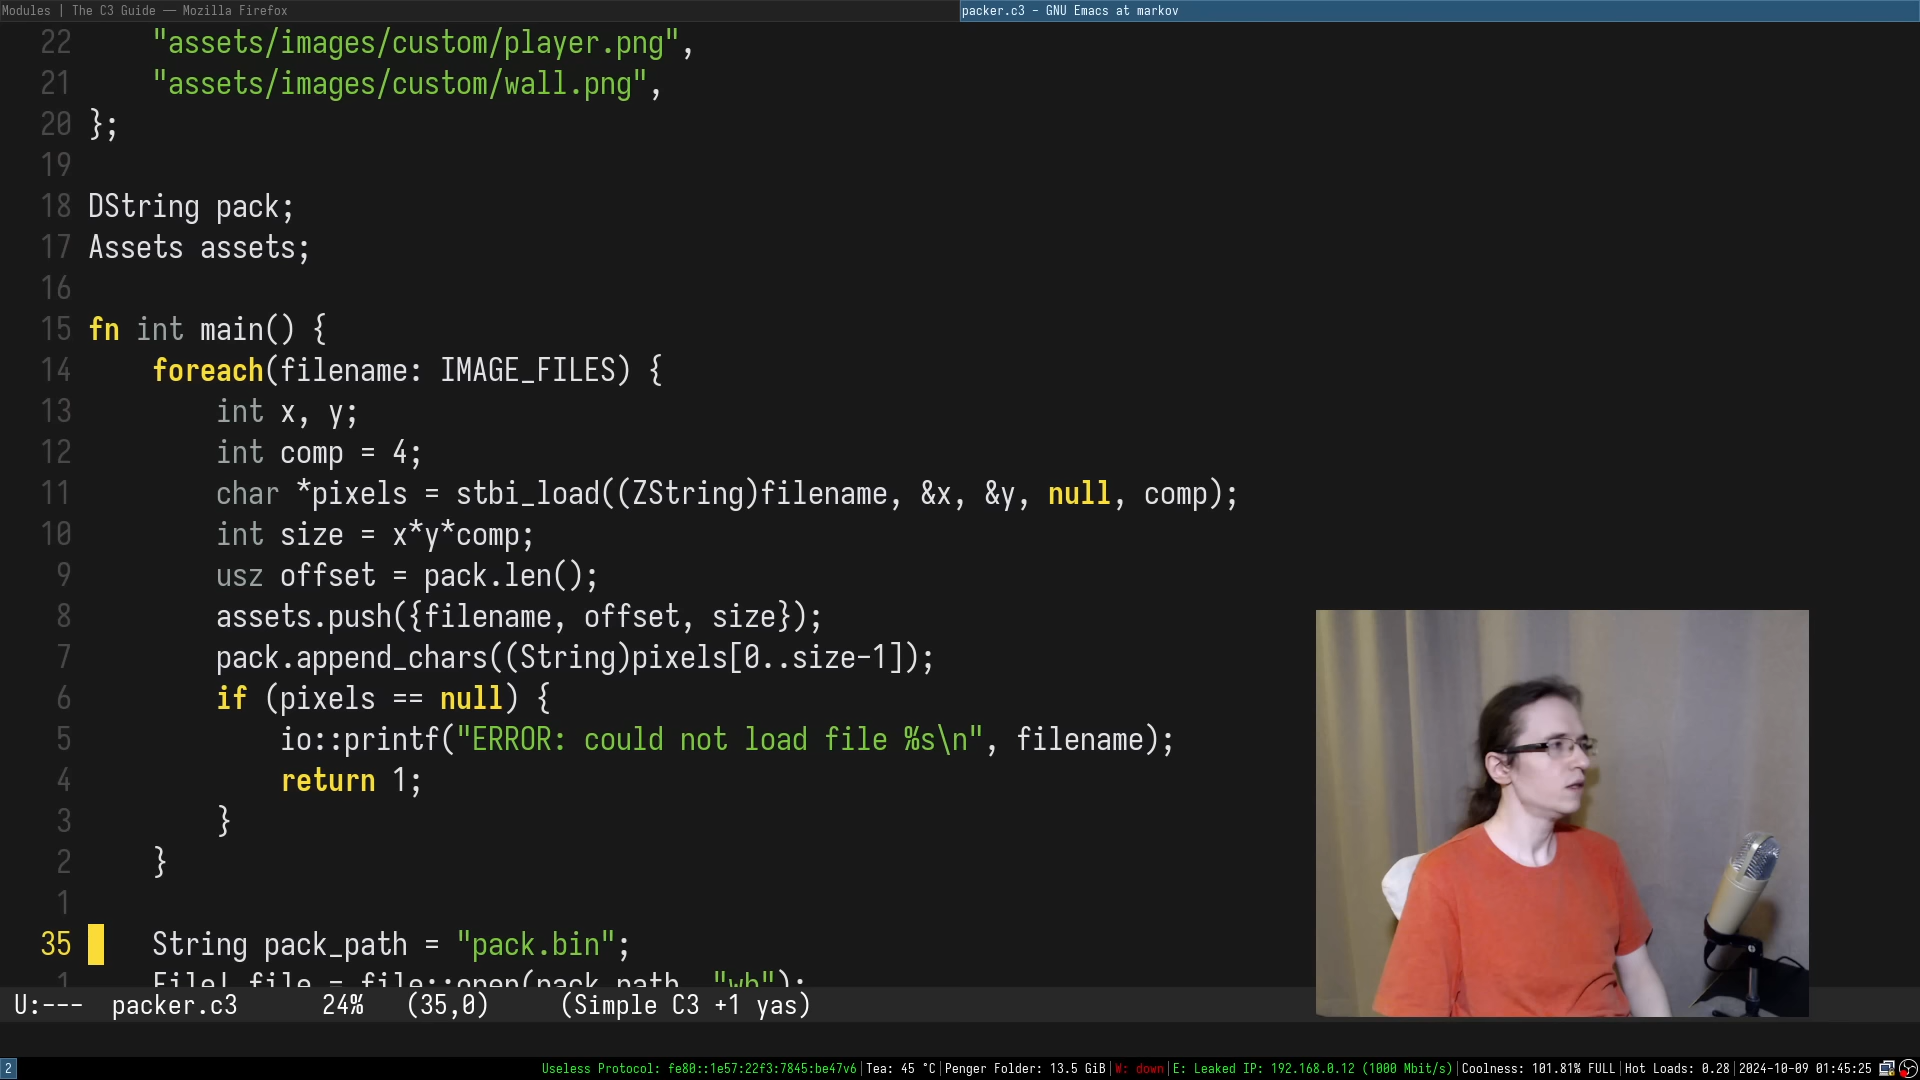 Modules | The C3 Guide — Mozilla Firefox
packer.c3 - GNU Emacs at markov
22 "assets/images/custom/player.png",
21 "assets/images/custom/wall.png",
20 };
19
18 DString pack;
17 Assets assets;
16
15 fn int main() {
14 foreach(filename: IMAGE_FILES) {
13 int x, y;
12 int comp = 4;
11 char *pixels = stbi_load((ZString)filename, &x, &y, null, comp);
10 int size = x*y*comp;
9 usz offset = pack.len();
8 assets.push({filename, offset, size});
7 pack.append_chars((String)pixels[0..size-1]);
6 if (pixels == null) {
5 io::printf("ERROR: could not load file %s\n", filename);
4 return 1;
3 }
2 }
1
35 String pack_path = "pack.bin";
1 File! file = file::open(pack_path, "wb");
U:--- packer.c3 24% (35,0) (Simple C3 +1 yas)
2 Useless Protocol: fe80::1e57:22f3:7845:be47v6|Tea: 45 °C|Penger Folder: 13.5 GiB|W: down|E: Leaked IP: 192.168.0.12 (1000 Mbit/s)|Coolness: 101.81% FULL|Hot Loads: 0.28|2024-10-09 01:45:25